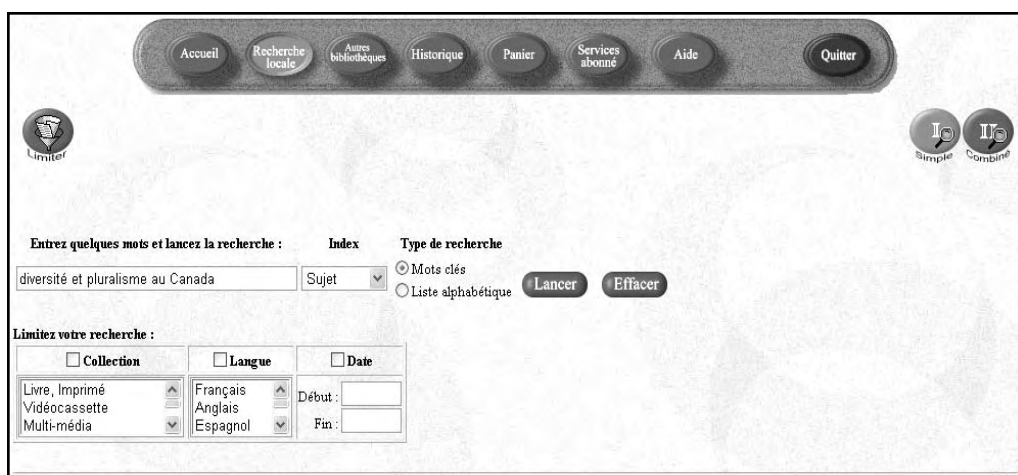 Accueil Recherche locale Autres bibliothèques Historique Panier Services abonné Aide Quitter
Limiter Simple Combiné
Entrez quelques mots et lancez la recherche : Index Type de recherche
diversité et pluralisme au Canada Sujet Mots clés Lancer Effacer
Liste alphabétique
Limitez votre recherche :
Collection Langue Date
Livre, Imprimé Français Début :
Vidéocassette Anglais
Multi-média Espagnol Fin :